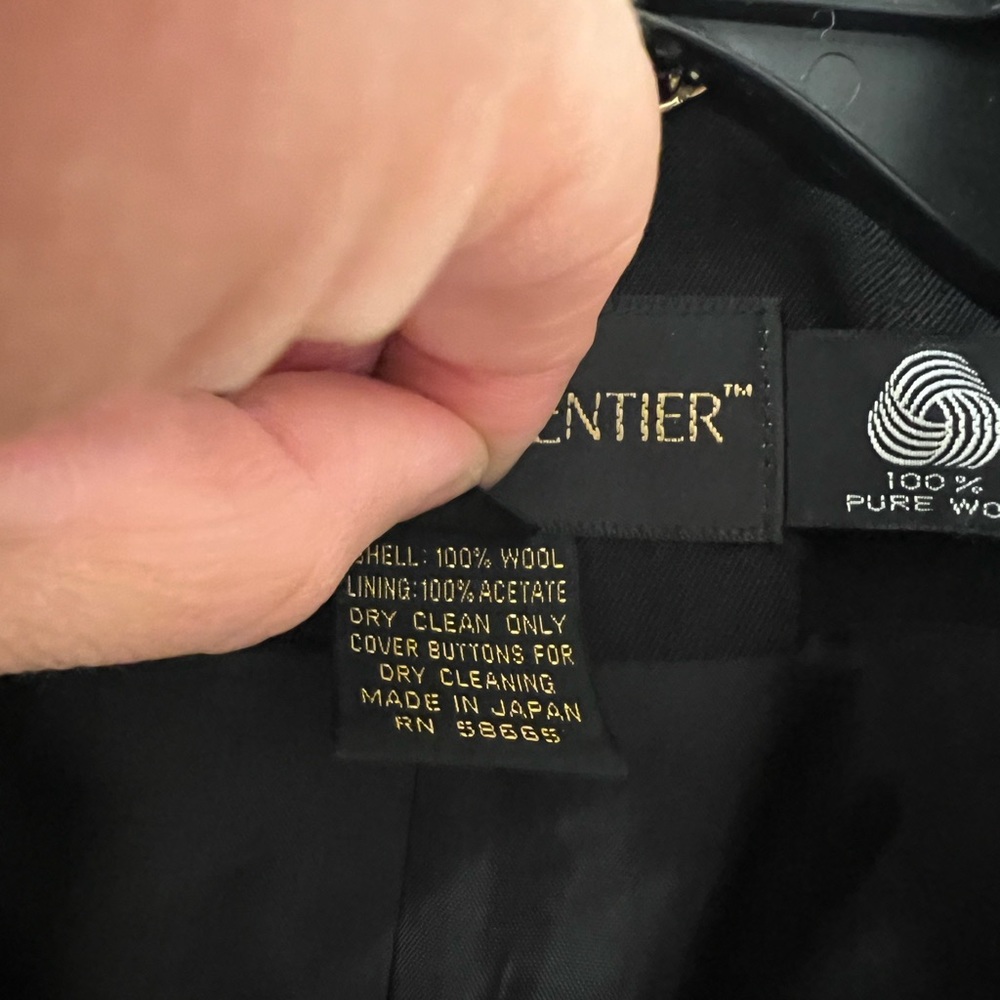 ENTIER™
100%
PURE WO
SHELL: 100% WOOL
LINING: 100% ACETATE
DRY CLEAN ONLY
COVER BUTTONS FOR
DRY CLEANING
MADE IN JAPAN
RN 58665